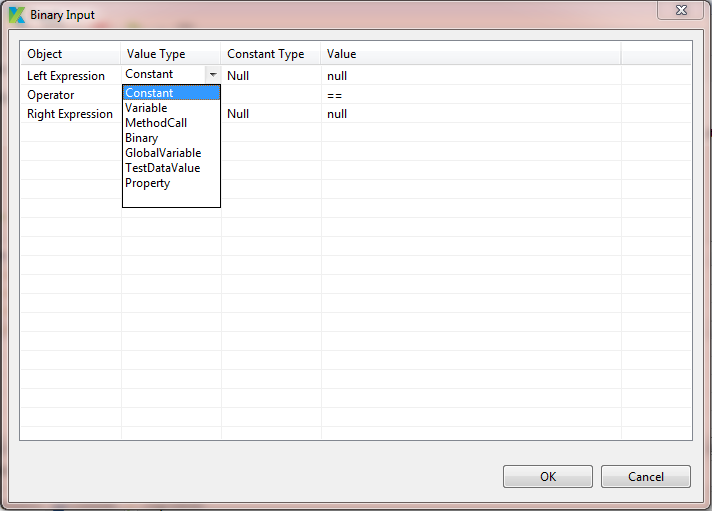 Binary Input
Object Value Type Constant Type Value
Left Expression Constant Null null
Operator ==
Right Expression Null null
Constant
Variable
MethodCall
Binary
GlobalVariable
TestDataValue
Property
OK Cancel